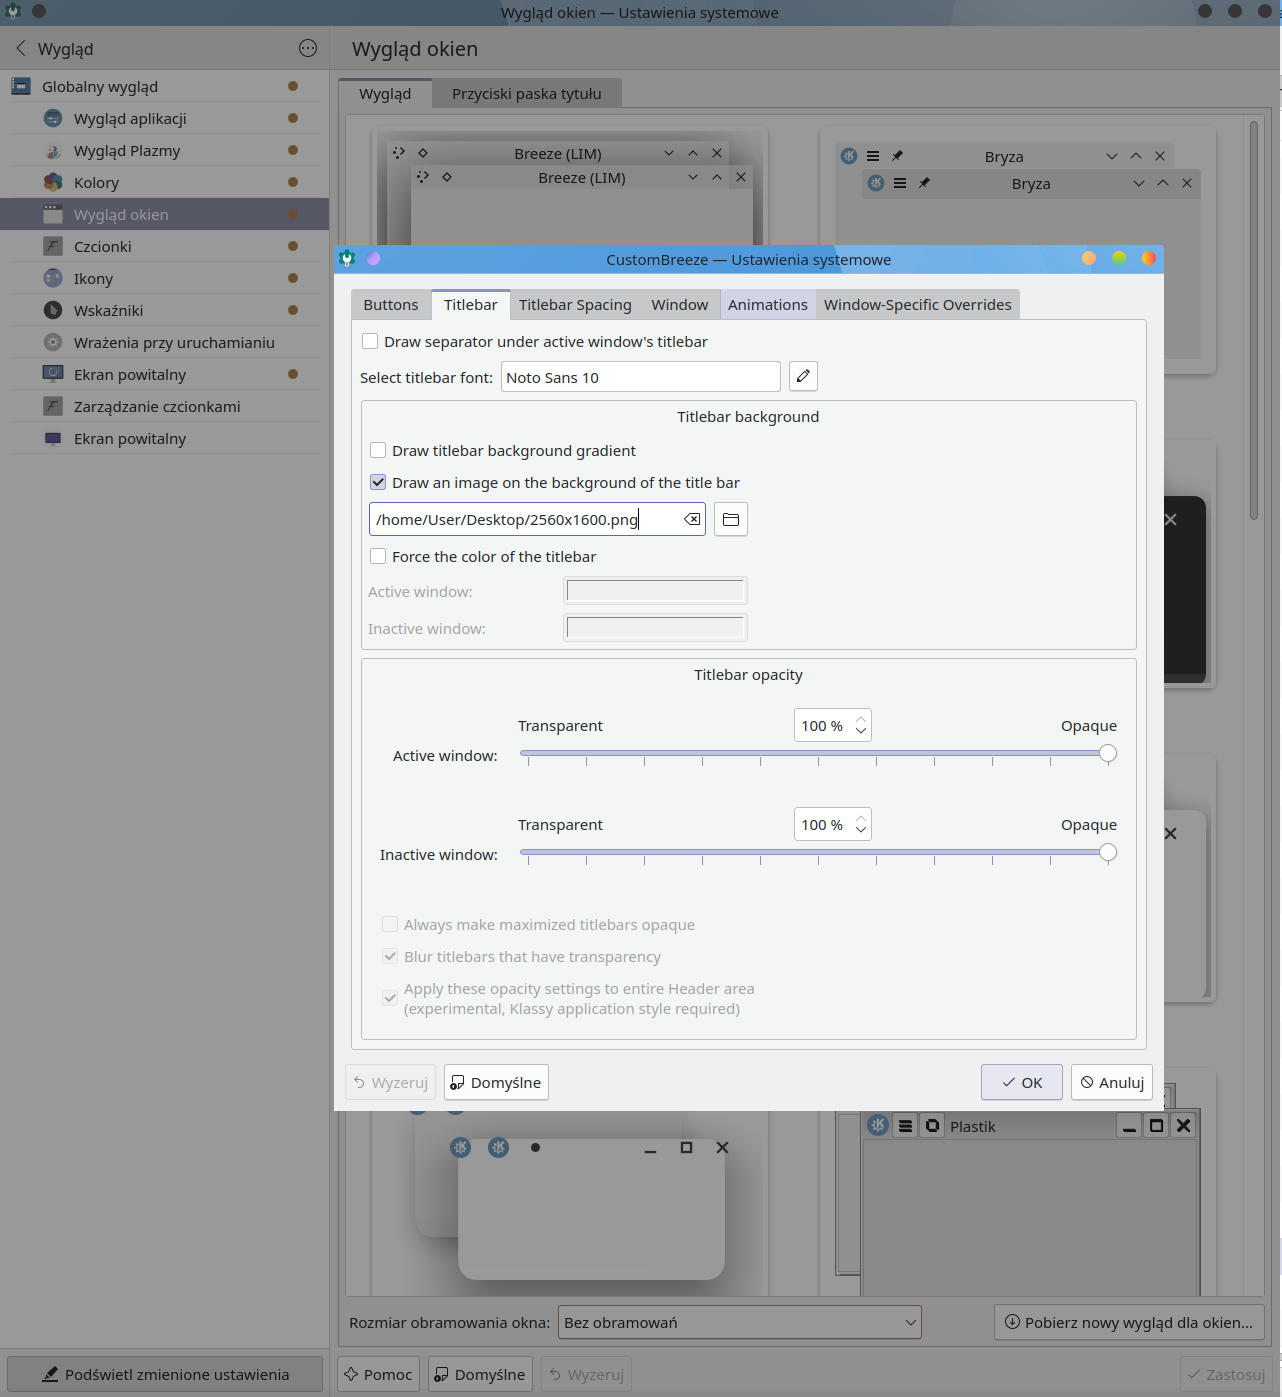 Wygląd okien — Ustawienia systemowe
Wygląd
Wygląd okien
Globalny wygląd
Wygląd aplikacji
Wygląd Plazmy
Kolory
Wygląd okien
Czcionki
Ikony
Wskaźniki
Wrażenia przy uruchamianiu
Ekran powitalny
Zarządzanie czcionkami
Ekran powitalny
Wygląd
Przyciski paska tytułu
Breeze (LIM)
Breeze (LIM)
Bryza
Bryza
CustomBreeze — Ustawienia systemowe
Buttons
Titlebar
Titlebar Spacing
Window
Animations
Window-Specific Overrides
Draw separator under active window's titlebar
Select titlebar font: Noto Sans 10
Titlebar background
Draw titlebar background gradient
Draw an image on the background of the title bar
/home/User/Desktop/2560x1600.png
Force the color of the titlebar
Active window:
Inactive window:
Titlebar opacity
Transparent 100 % Opaque
Active window:
Transparent 100 % Opaque
Inactive window:
Always make maximized titlebars opaque
Blur titlebars that have transparency
Apply these opacity settings to entire Header area
(experimental, Klassy application style required)
Wyzeruj
Domyślne
OK
Anuluj
Plastik
Rozmiar obramowania okna: Bez obramowań
Pobierz nowy wygląd dla okien...
Podświetl zmienione ustawienia
Pomoc
Domyślne
Wyzeruj
Zastosuj